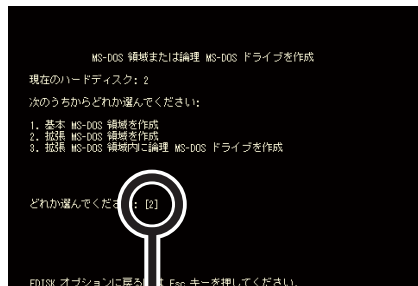 MS-DOS 領域または論理 MS-DOS ドライブを作成
現在のハードディスク: 2
次のうちからどれか選んでください:
1. 基本 MS-DOS 領域を作成
2. 拡張 MS-DOS 領域を作成
3. 拡張 MS-DOS 領域内に論理 MS-DOS ドライブを作成
どれか選んでくださ : [2]
FDISK オプションに戻る Esc キーを押してください.